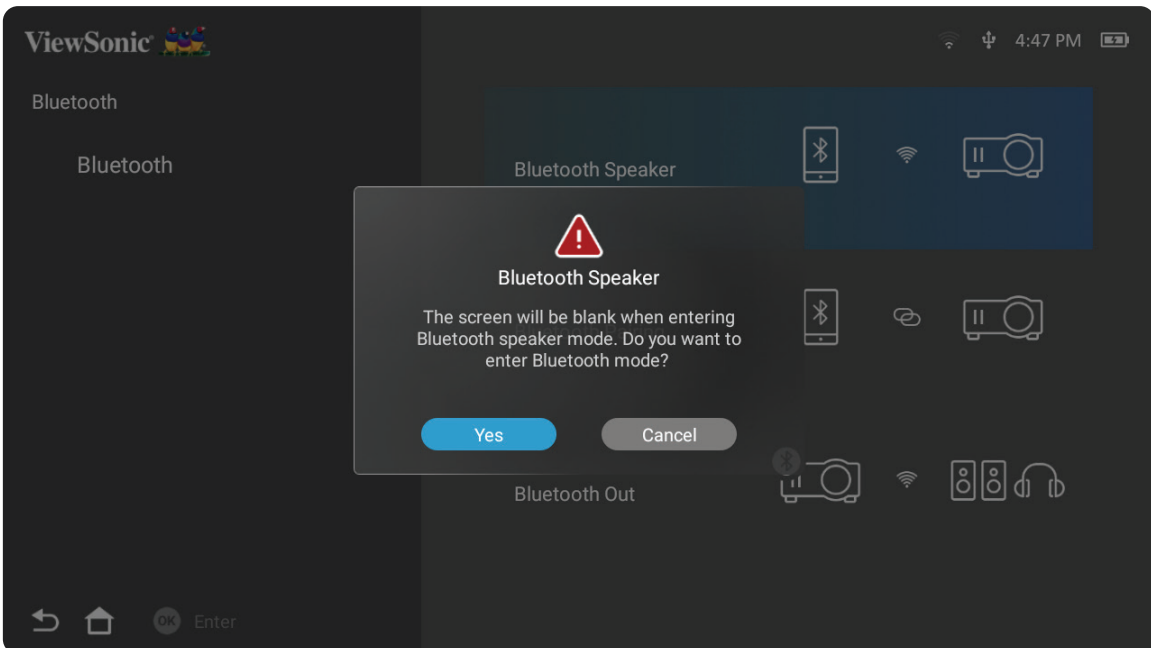 ViewSonic
4:47 PM
Bluetooth
Bluetooth
Bluetooth Speaker
Bluetooth Speaker
The screen will be blank when entering
Bluetooth speaker mode. Do you want to
enter Bluetooth mode?
Yes
Cancel
Bluetooth Out
OK Enter